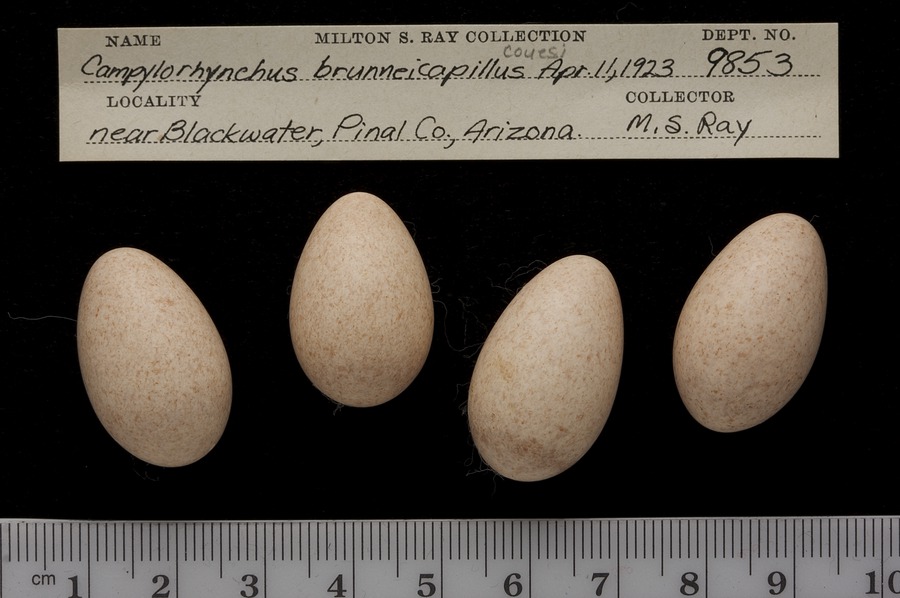 NAME MILTON S. RAY COLLECTION DEPT. NO.
couesi
Campylorhynchus brunneicapillus Apr. 11, 1923 9853
LOCALITY COLLECTOR
near Blackwater, Pinal Co., Arizona. M. S. Ray
cm 1 2 3 4 5 6 7 8 9 10